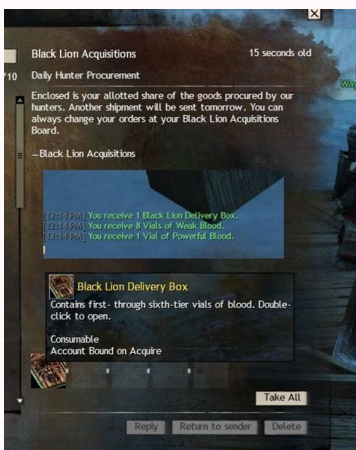 Black Lion Acquisitions 15 seconds old
/10 Daily Hunter Procurement
Enclosed is your allotted share of the goods procured by our
hunters. Another shipment will be sent tomorrow. You can
always change your orders at your Black Lion Acquisitions
Board.
—Black Lion Acquisitions
[12:14 PM] You receive 1 Black Lion Delivery Box.
[12:14 PM] You receive 8 Vials of Weak Blood.
[12:14 PM] You receive 1 Vial of Powerful Blood.
Black Lion Delivery Box
Contains first- through sixth-tier vials of blood. Double-
click to open.
Consumable
Account Bound on Acquire
Take All
Reply Return to sender Delete